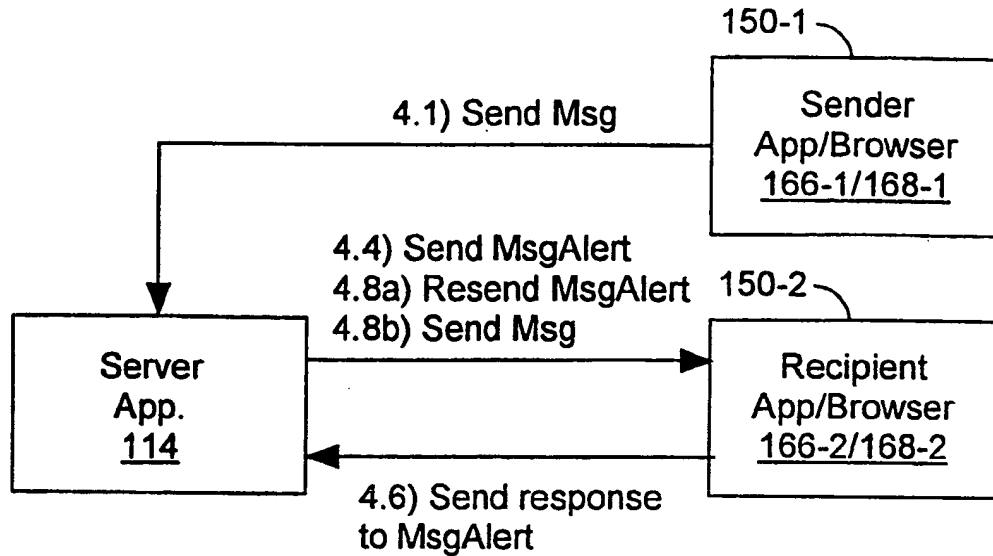 150-1
Sender
App/Browser
166-1/168-1
4.1) Send Msg
4.4) Send MsgAlert
4.8a) Resend MsgAlert
4.8b) Send Msg
150-2
Server
App.
114
Recipient
App/Browser
166-2/168-2
4.6) Send response
to MsgAlert